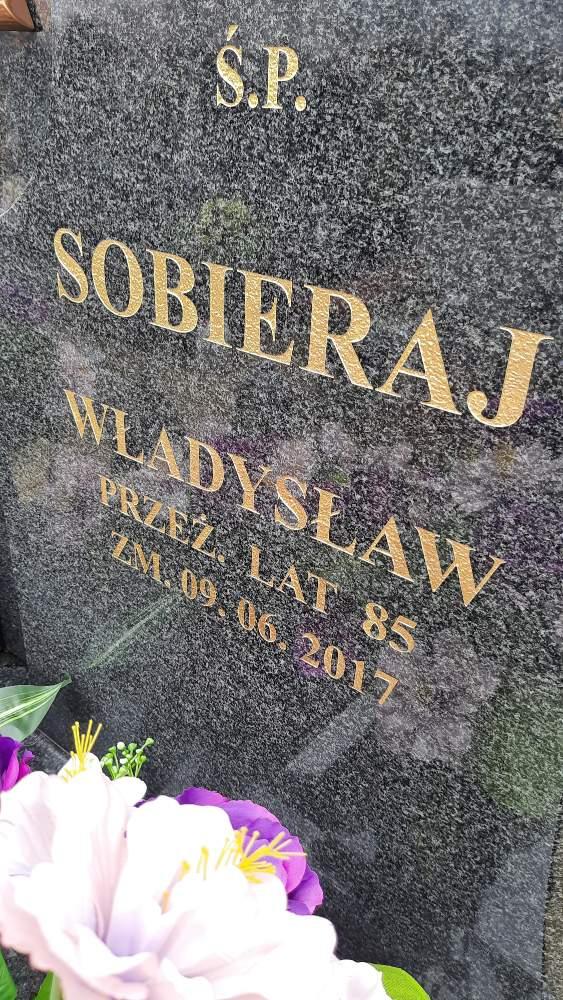 Ś.P.
SOBIERAJ
WŁADYSŁAW
PRZEŻ. LAT 85
ZM. 09. 06. 2017